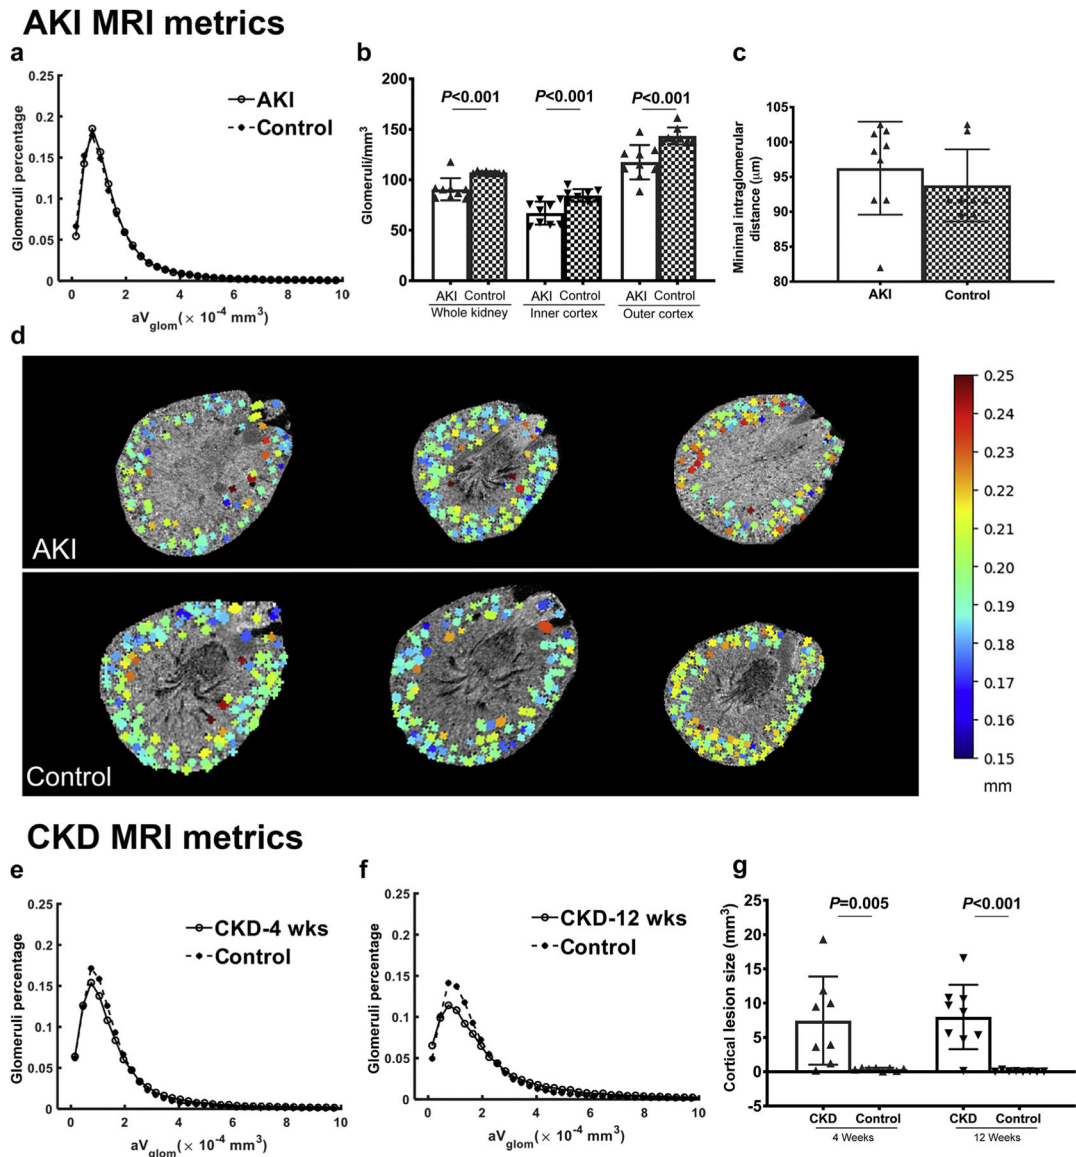 AKI MRI metrics
a
0.25
0.2
0.15
0.1
0.05
0
0 2 4 6 8 10
Glomeruli percentage
aVglom(× 10-4 mm3)
AKI
Control
b
200
150
100
50
0
Glomeruli/mm3
P<0.001 P<0.001 P<0.001
AKI Control AKI Control AKI Control
Whole kidney Inner cortex Outer cortex
c
105
100
95
90
85
80
Minimal intraglomerular
distance (μm)
AKI Control
d
AKI
Control
0.25
0.24
0.23
0.22
0.21
0.20
0.19
0.18
0.17
0.16
0.15
mm
CKD MRI metrics
e
0.25
0.2
0.15
0.1
0.05
0
0 2 4 6 8 10
Glomeruli percentage
aVglom(× 10-4 mm3)
CKD-4 wks
Control
f
0.25
0.2
0.15
0.1
0.05
0
0 2 4 6 8 10
Glomeruli percentage
aVglom(× 10-4 mm3)
CKD-12 wks
Control
g
25
20
15
10
5
0
-5
Cortical lesion size (mm3)
P=0.005 P<0.001
CKD Control CKD Control
4 Weeks 12 Weeks